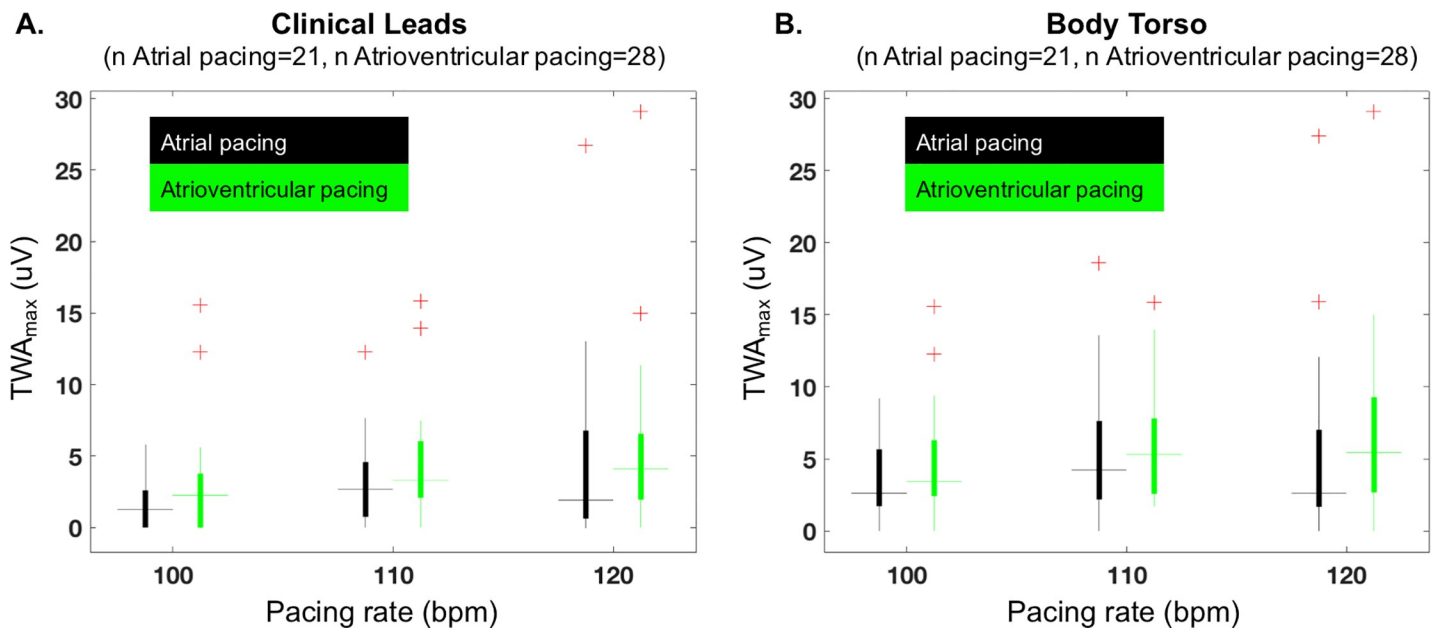 A.
Clinical Leads
(n Atrial pacing=21, n Atrioventricular pacing=28)
30
25
20
15
10
5
0
TWAmax (uV)
Atrial pacing
Atrioventricular pacing
100
110
120
Pacing rate (bpm)
B.
Body Torso
(n Atrial pacing=21, n Atrioventricular pacing=28)
30
25
20
15
10
5
0
TWAmax (uV)
Atrial pacing
Atrioventricular pacing
100
110
120
Pacing rate (bpm)